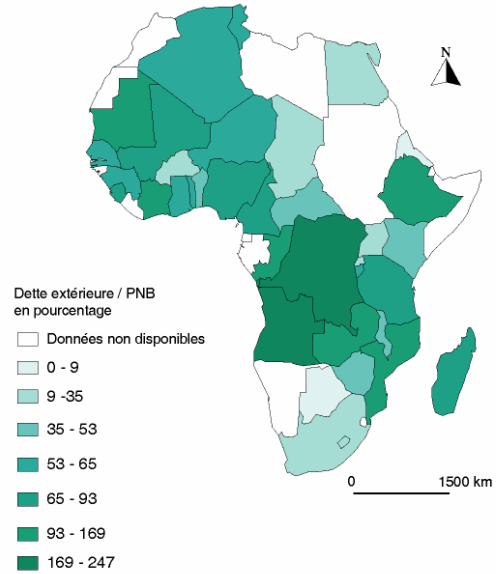 N
Dette extérieure / PNB
en pourcentage
Données non disponibles
0 - 9
9 -35
35 - 53
53 - 65
65 - 93
93 - 169
169 - 247
0 1500 km